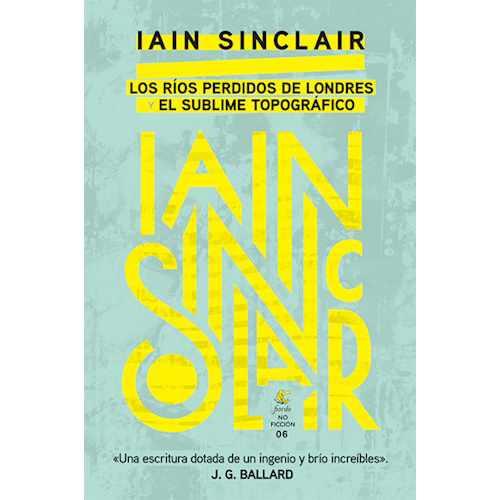 IAIN SINCLAIR
LOS RÍOS PERDIDOS DE LONDRES
Y EL SUBLIME TOPOGRÁFICO
IAIN
SINCLAIR
fiordo
NO
FICCIÓN
06
«Una escritura dotada de un ingenio y brío increíbles».
J. G. BALLARD